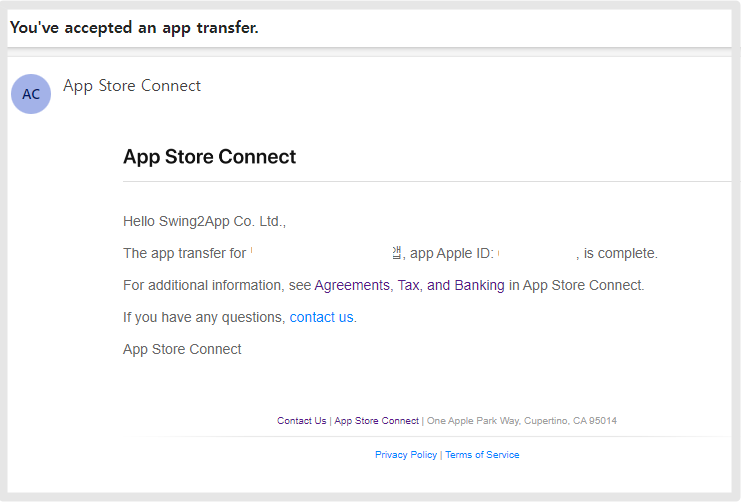 You've accepted an app transfer.
AC
App Store Connect
App Store Connect
Hello Swing2App Co. Ltd.,
The app transfer for 앱, app Apple ID: , is complete.
For additional information, see Agreements, Tax, and Banking in App Store Connect.
If you have any questions, contact us.
App Store Connect
Contact Us | App Store Connect | One Apple Park Way, Cupertino, CA 95014
Privacy Policy | Terms of Service